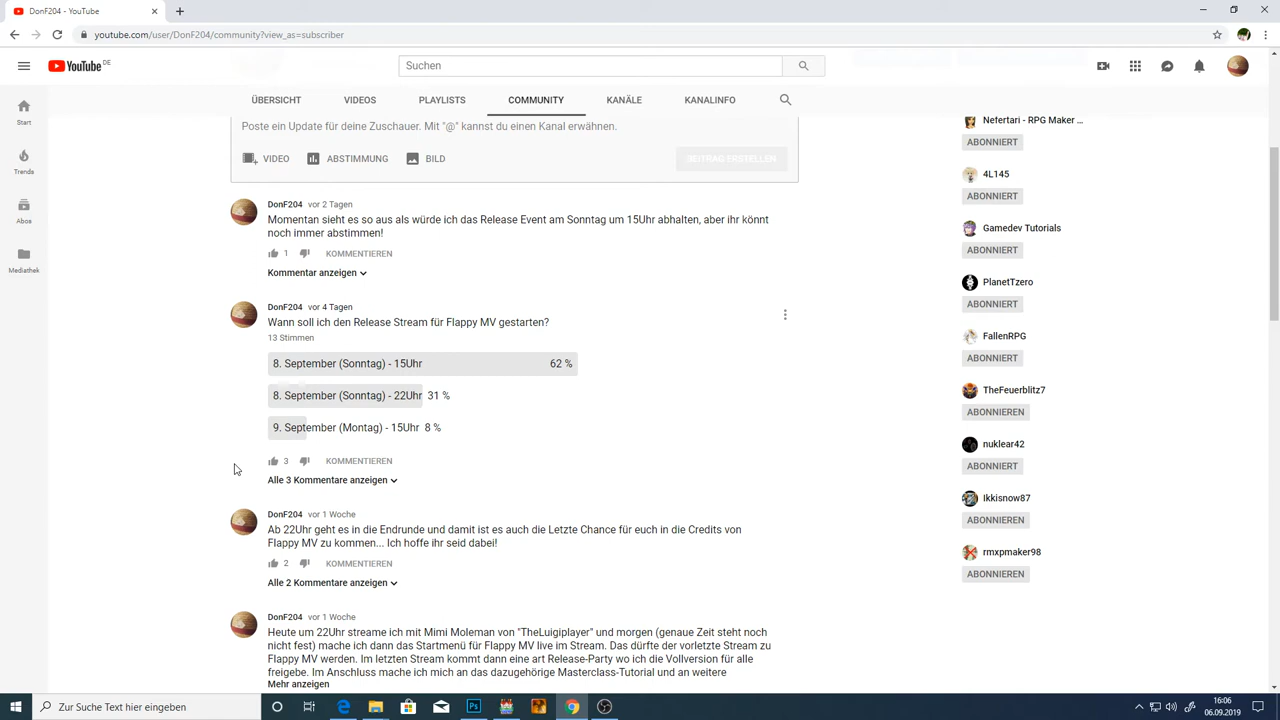 DonF204 - YouTube
youtube.com/user/DonF204/community?view_as=subscriber
YouTube DE
Suchen
ÜBERSICHT VIDEOS PLAYLISTS COMMUNITY KANÄLE KANALINFO
Start
Trends
Abos
Mediathek
Poste ein Update für deine Zuschauer. Mit "@" kannst du einen Kanal erwähnen.
VIDEO ABSTIMMUNG BILD BEITRAG ERSTELLEN
DonF204 vor 2 Tagen
Momentan sieht es so aus als würde ich das Release Event am Sonntag um 15Uhr abhalten, aber ihr könnt
noch immer abstimmen!
1 KOMMENTIEREN
Kommentar anzeigen
DonF204 vor 4 Tagen
Wann soll ich den Release Stream für Flappy MV gestarten?
13 Stimmen
8. September (Sonntag) - 15Uhr 62 %
8. September (Sonntag) - 22Uhr 31 %
9. September (Montag) - 15Uhr 8 %
3 KOMMENTIEREN
Alle 3 Kommentare anzeigen
DonF204 vor 1 Woche
Ab 22Uhr geht es in die Endrunde und damit ist es auch die Letzte Chance für euch in die Credits von
Flappy MV zu kommen... Ich hoffe ihr seid dabei!
2 KOMMENTIEREN
Alle 2 Kommentare anzeigen
DonF204 vor 1 Woche
Heute um 22Uhr streame ich mit Mimi Moleman von "TheLuigiplayer" und morgen (genaue Zeit steht noch
nicht fest) mache ich dann das Startmenü für Flappy MV live im Stream. Das dürfte der vorletzte Stream zu
Flappy MV werden. Im letzten Stream kommt dann eine art Release-Party wo ich die Vollversion für alle
freigebe. Im Anschluss mache ich mich an das dazugehörige Masterclass-Tutorial und an weitere
Mehr anzeigen
Nefertari - RPG Maker ...
ABONNIERT
4L145
ABONNIERT
Gamedev Tutorials
ABONNIERT
PlanetTzero
ABONNIERT
FallenRPG
ABONNIERT
TheFeuerblitz7
ABONNIEREN
nuklear42
ABONNIERT
Ikkisnow87
ABONNIEREN
rmxpmaker98
ABONNIEREN
Zur Suche Text hier eingeben
16:06
06.09.2019